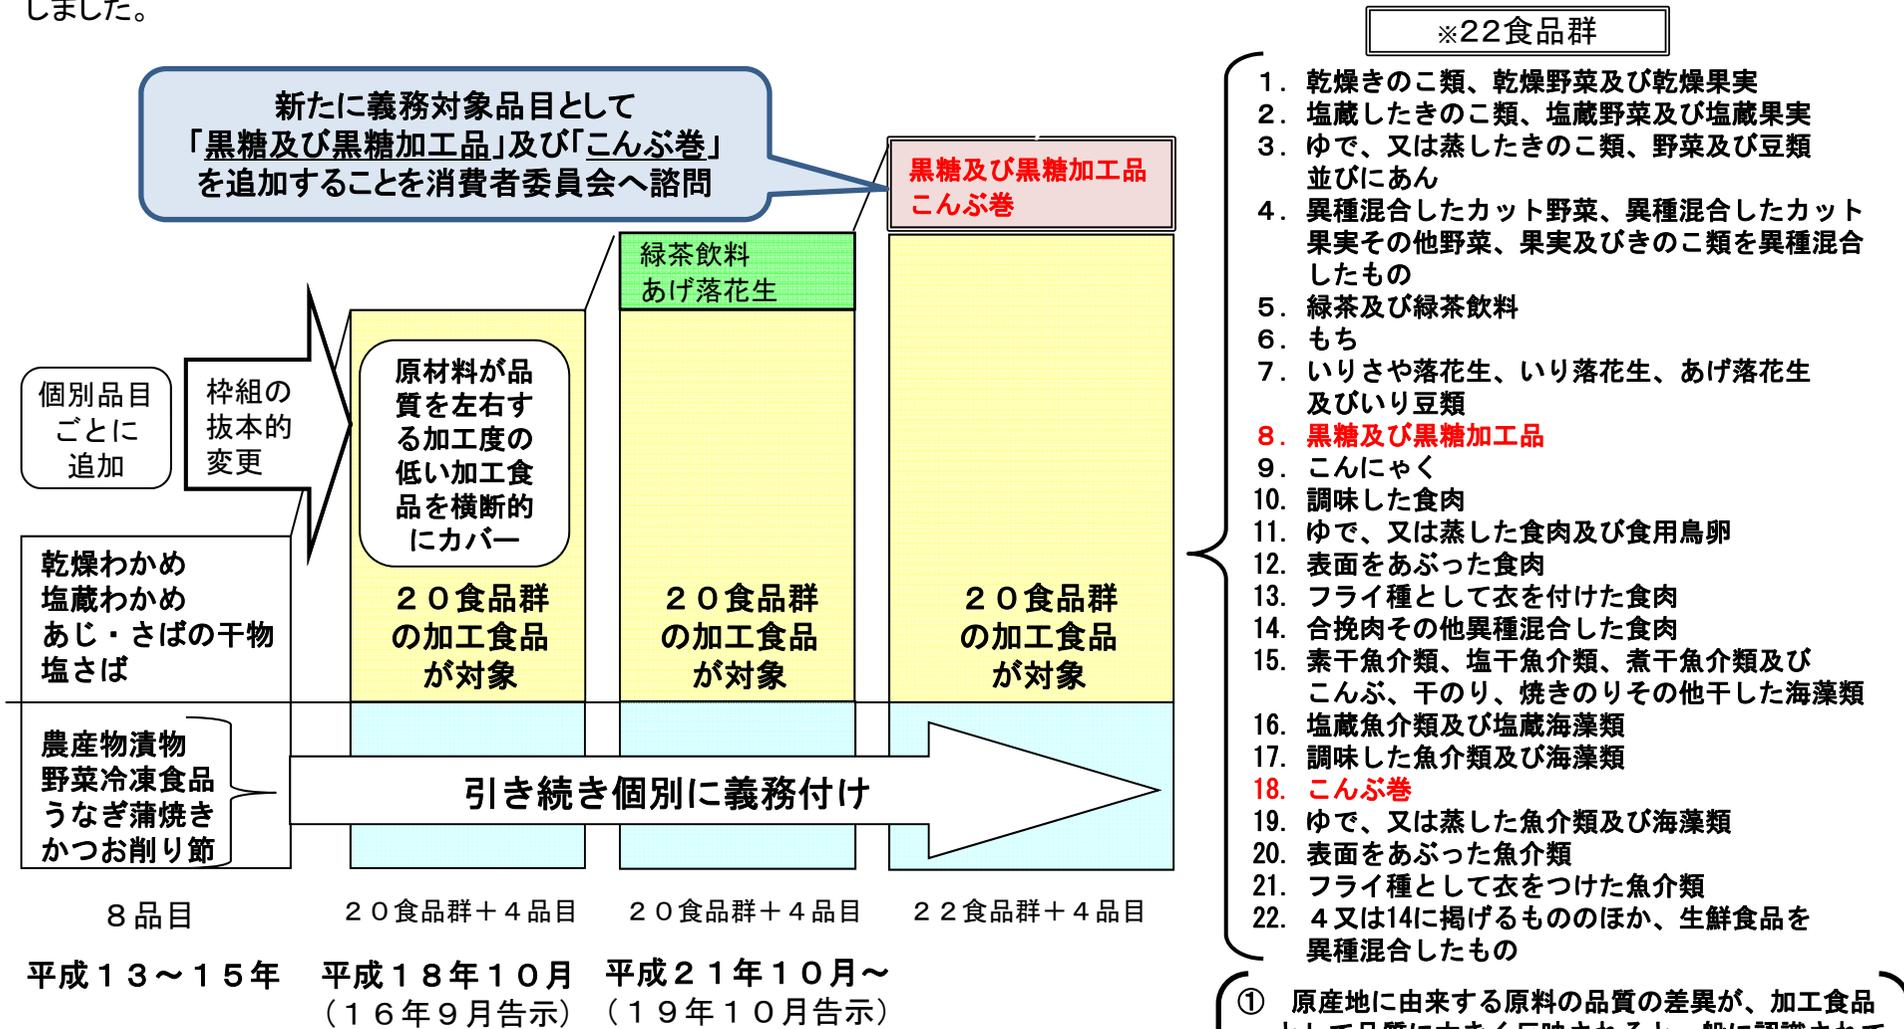 しました。
※22食品群
新たに義務対象品目として
「黒糖及び黒糖加工品」及び「こんぶ巻」
を追加することを消費者委員会へ諮問
黒糖及び黒糖加工品
こんぶ巻
緑茶飲料
あげ落花生
個別品目
ごとに
追加
枠組の
抜本的
変更
原材料が品
質を左右す
る加工度の
低い加工食
品を横断的
にカバー
乾燥わかめ
塩蔵わかめ
あじ・さばの干物
塩さば
２０食品群
の加工食品
が対象
２０食品群
の加工食品
が対象
２０食品群
の加工食品
が対象
農産物漬物
野菜冷凍食品
うなぎ蒲焼き
かつお削り節
引き続き個別に義務付け
８品目
２０食品群＋４品目
２０食品群＋４品目
２２食品群＋４品目
平成１３～１５年
平成１８年１０月
（１６年９月告示）
平成２１年１０月～
（１９年１０月告示）
１．乾燥きのこ類、乾燥野菜及び乾燥果実
２．塩蔵したきのこ類、塩蔵野菜及び塩蔵果実
３．ゆで、又は蒸したきのこ類、野菜及び豆類
並びにあん
４．異種混合したカット野菜、異種混合したカット
果実その他野菜、果実及びきのこ類を異種混合
したもの
５．緑茶及び緑茶飲料
６．もち
７．いりさや落花生、いり落花生、あげ落花生
及びいり豆類
８．黒糖及び黒糖加工品
９．こんにゃく
10．調味した食肉
11．ゆで、又は蒸した食肉及び食用鳥卵
12．表面をあぶった食肉
13．フライ種として衣を付けた食肉
14．合挽肉その他異種混合した食肉
15．素干魚介類、塩干魚介類、煮干魚介類及び
こんぶ、干のり、焼きのりその他干した海藻類
16．塩蔵魚介類及び塩蔵海藻類
17．調味した魚介類及び海藻類
18．こんぶ巻
19．ゆで、又は蒸した魚介類及び海藻類
20．表面をあぶった魚介類
21．フライ種として衣をつけた魚介類
22．４又は14に掲げるもののほか、生鮮食品を
異種混合したもの
① 原産地に由来する原料の品質の差異が、加工食品